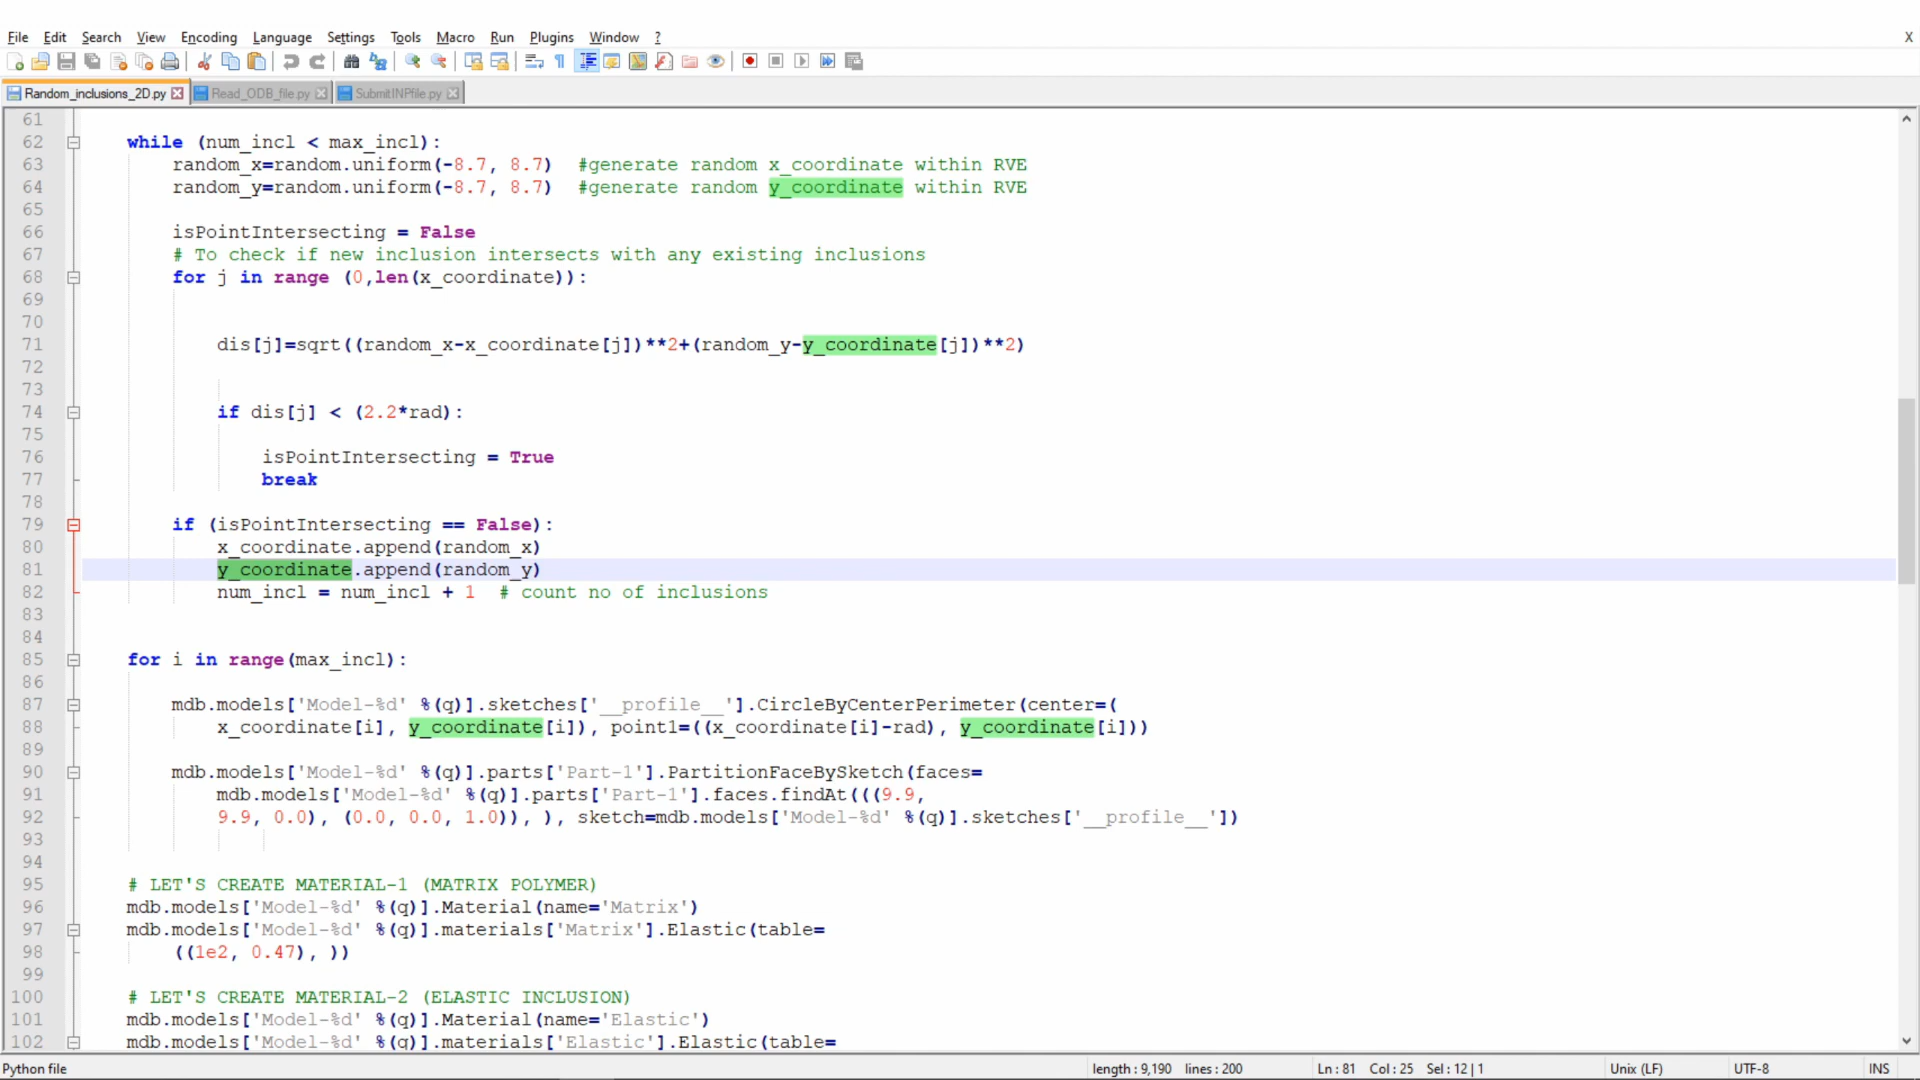 File Edit Search View Encoding Language Settings Tools Macro Run Plugins Window ? X
Random_inclusions_2D.py Read_ODB_file.py SubmitINPfile.py
61
62 while (num_incl < max_incl):
63 random_x=random.uniform(-8.7, 8.7) #generate random x_coordinate within RVE
64 random_y=random.uniform(-8.7, 8.7) #generate random y_coordinate within RVE
65
66 isPointIntersecting = False
67 # To check if new inclusion intersects with any existing inclusions
68 for j in range (0,len(x_coordinate)):
69
70
71 dis[j]=sqrt((random_x-x_coordinate[j])**2+(random_y-y_coordinate[j])**2)
72
73
74 if dis[j] < (2.2*rad):
75
76 isPointIntersecting = True
77 break
78
79 if (isPointIntersecting == False):
80 x_coordinate.append(random_x)
81 y_coordinate.append(random_y)
82 num_incl = num_incl + 1 # count no of inclusions
83
84
85 for i in range(max_incl):
86
87 mdb.models['Model-%d' %(q)].sketches['__profile__'].CircleByCenterPerimeter(center=(
88 x_coordinate[i], y_coordinate[i]), point1=((x_coordinate[i]-rad), y_coordinate[i]))
89
90 mdb.models['Model-%d' %(q)].parts['Part-1'].PartitionFaceBySketch(faces=
91 mdb.models['Model-%d' %(q)].parts['Part-1'].faces.findAt(((9.9,
92 9.9, 0.0), (0.0, 0.0, 1.0)), ), sketch=mdb.models['Model-%d' %(q)].sketches['__profile__'])
93
94
95 # LET'S CREATE MATERIAL-1 (MATRIX POLYMER)
96 mdb.models['Model-%d' %(q)].Material(name='Matrix')
97 mdb.models['Model-%d' %(q)].materials['Matrix'].Elastic(table=
98 ((1e2, 0.47), ))
99
100 # LET'S CREATE MATERIAL-2 (ELASTIC INCLUSION)
101 mdb.models['Model-%d' %(q)].Material(name='Elastic')
102 mdb.models['Model-%d' %(q)].materials['Elastic'].Elastic(table=
Python file length : 9,190 lines : 200 Ln : 81 Col : 25 Sel : 12 | 1 Unix (LF) UTF-8 INS